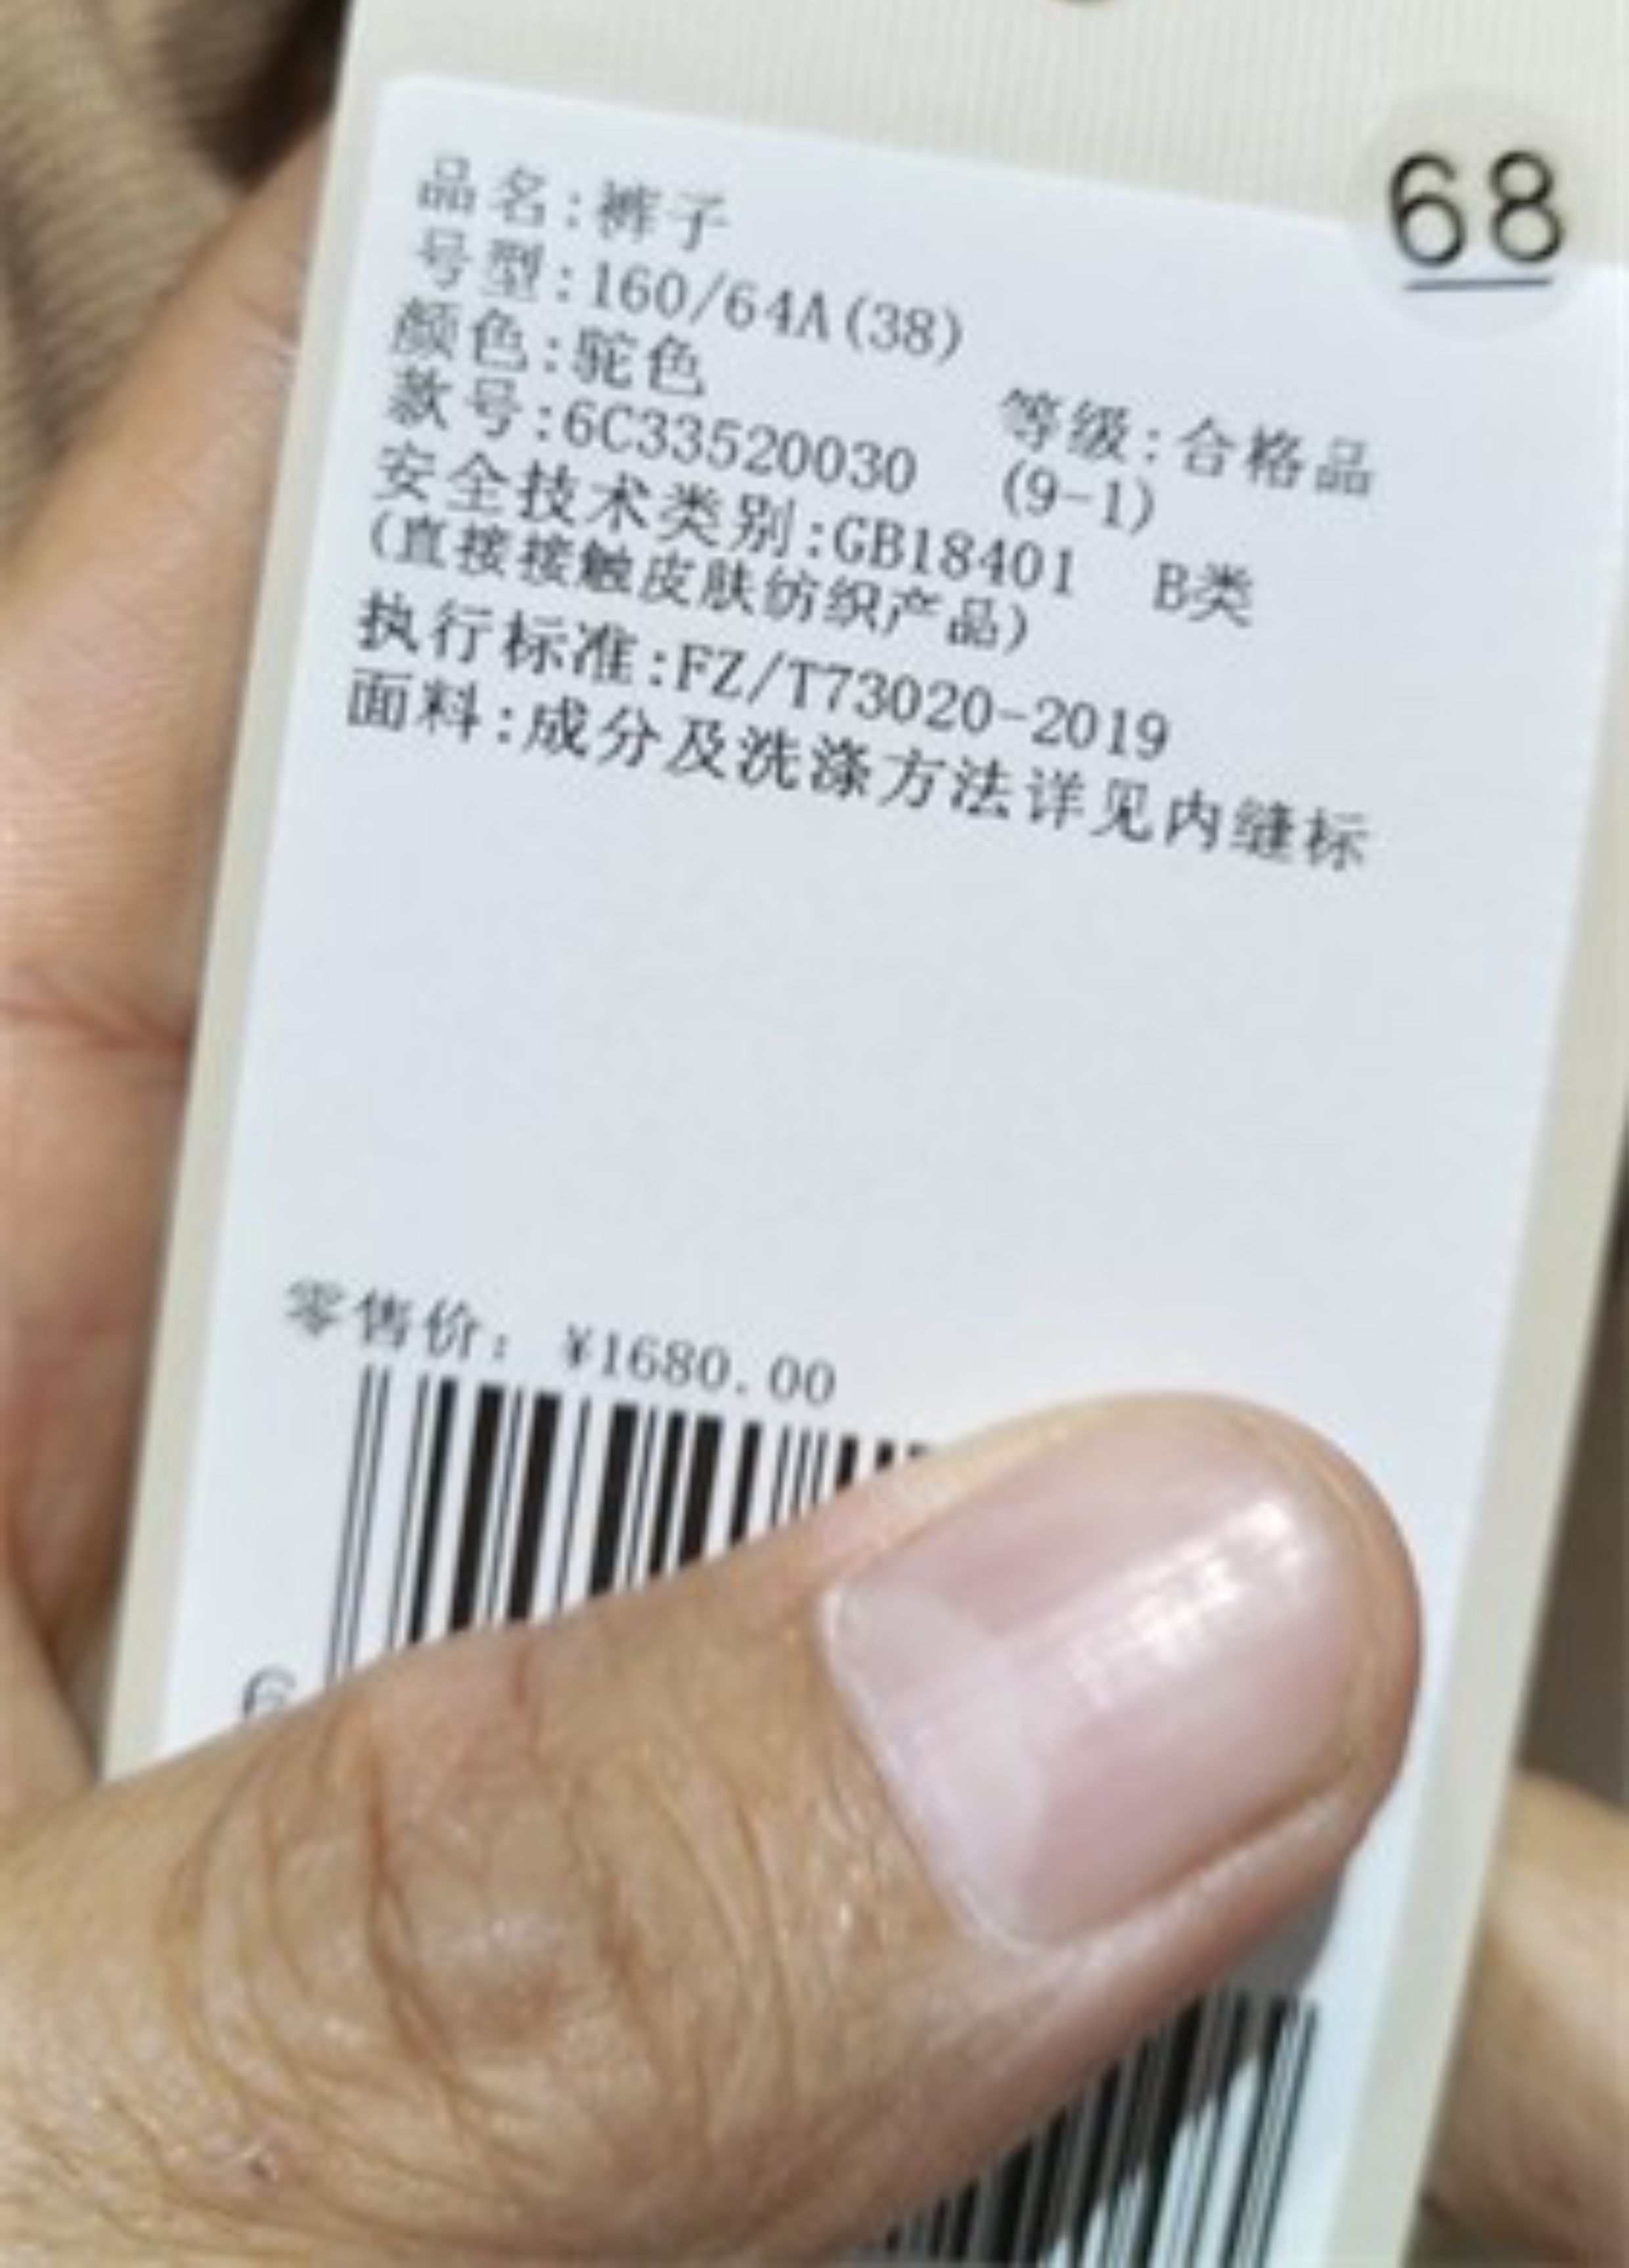 68
品名:裤子
号型:160/64A(38)
颜色:驼色 等级:合格品
款号:6C33520030 (9-1)
安全技术类别:GB18401 B类
(直接接触皮肤纺织产品)
执行标准:FZ/T73020-2019
面料:成分及洗涤方法详见内缝标
零售价: ¥1680.00